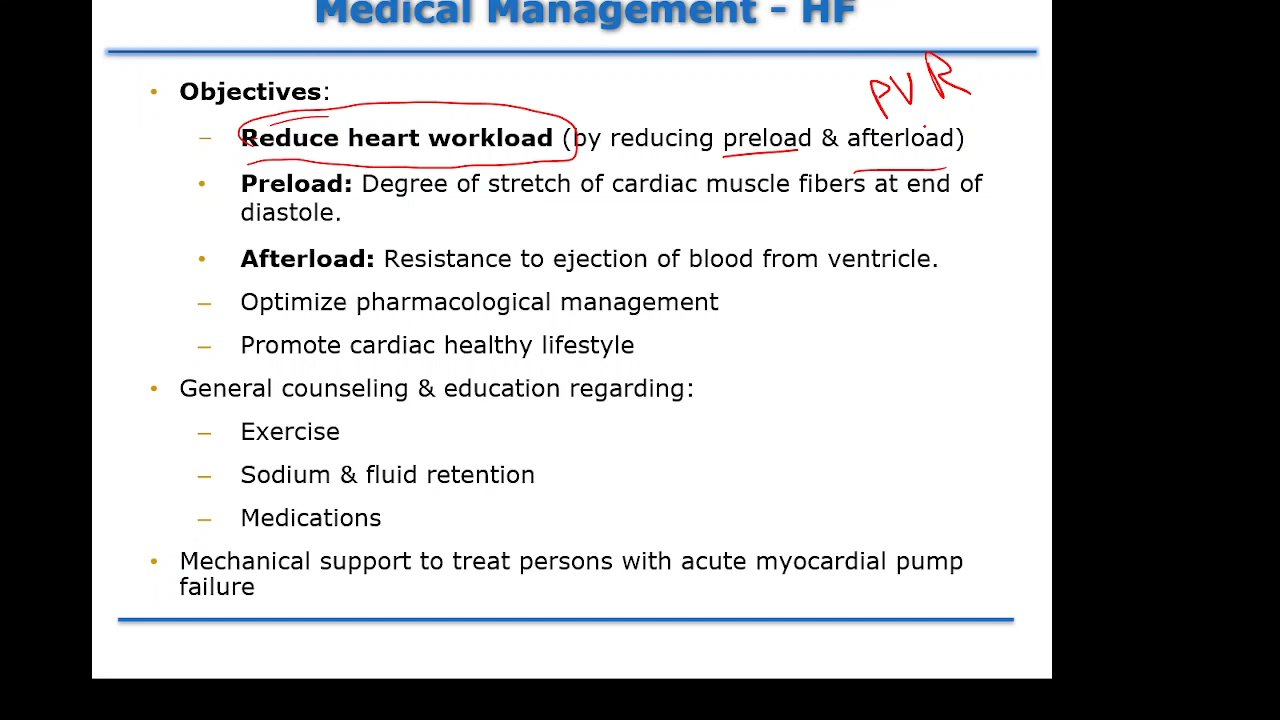 Medical Management - HF
PVR
• Objectives:
– Reduce heart workload (by reducing preload & afterload)
• Preload: Degree of stretch of cardiac muscle fibers at end of
diastole.
• Afterload: Resistance to ejection of blood from ventricle.
– Optimize pharmacological management
– Promote cardiac healthy lifestyle
• General counseling & education regarding:
– Exercise
– Sodium & fluid retention
– Medications
• Mechanical support to treat persons with acute myocardial pump
failure